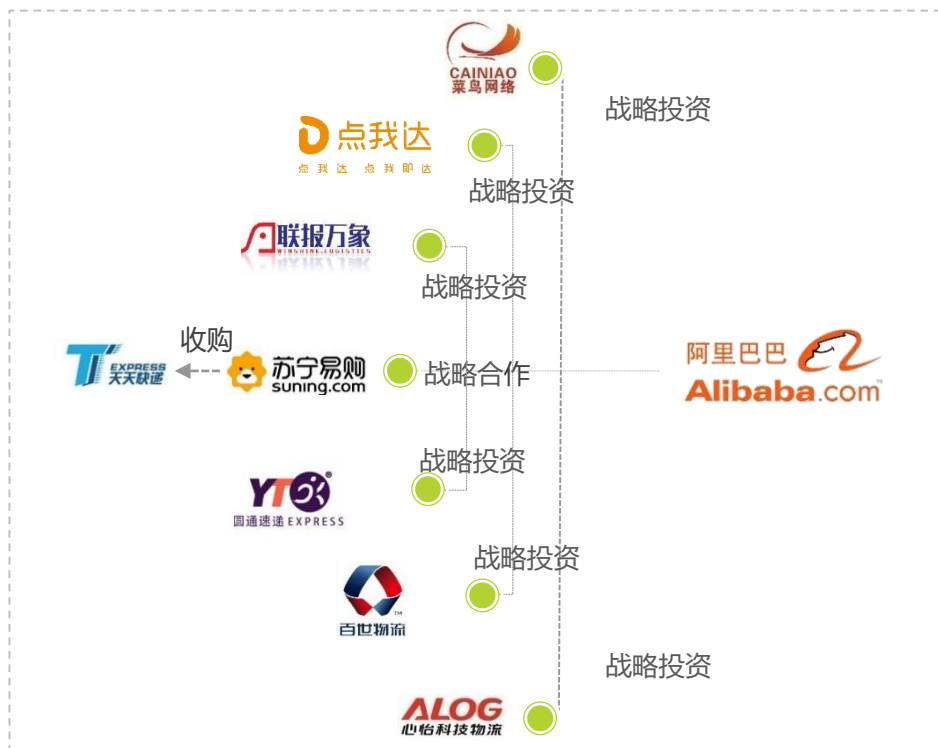 CAINIAO
菜鸟网络
战略投资
点我达
点我达 点我即达
战略投资
联报万象
WINSHINE LOGISTICS
战略投资
收购
EXPRESS
天天快递
苏宁易购
suning.com
战略合作
阿里巴巴
Alibaba.com
™
战略投资
YTO
®
圆通速递 EXPRESS
战略投资
TM
百世物流
战略投资
ALOG
心怡科技物流